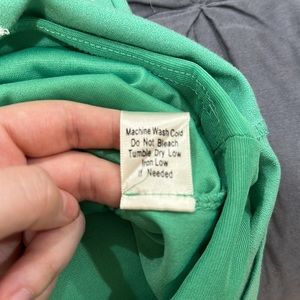 Machine Wash Cold
Do Not Bleach
Tumble Dry Low
Iron Low
If Needed